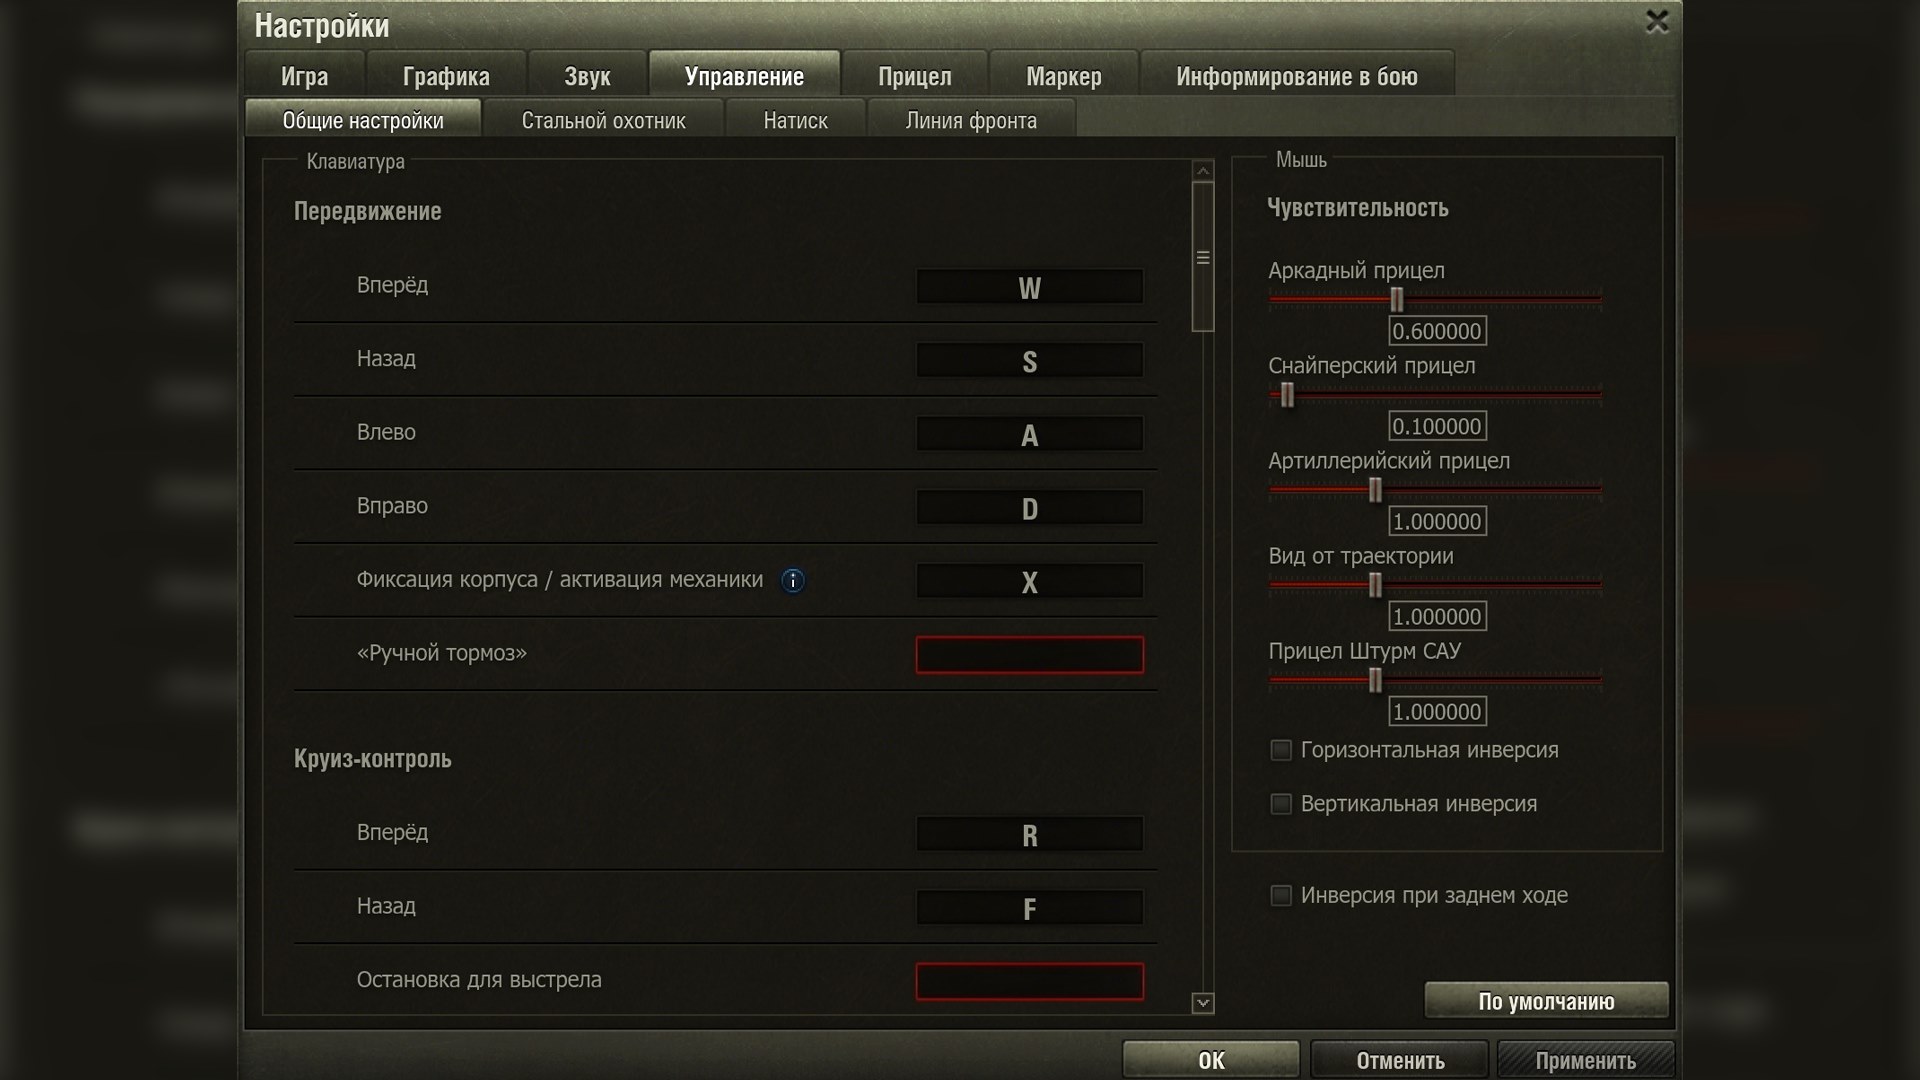 Настройки
Игра Графика Звук Управление Прицел Маркер Информирование в бою
Общие настройки Стальной охотник Натиск Линия фронта
Клавиатура
Передвижение
Вперёд W
Назад S
Влево A
Вправо D
Фиксация корпуса / активация механики X
«Ручной тормоз»
Круиз-контроль
Вперёд R
Назад F
Остановка для выстрела
Мышь
Чувствительность
Аркадный прицел
0.600000
Снайперский прицел
0.100000
Артиллерийский прицел
1.000000
Вид от траектории
1.000000
Прицел Штурм САУ
1.000000
Горизонтальная инверсия
Вертикальная инверсия
Инверсия при заднем ходе
По умолчанию
ОК Отменить Применить